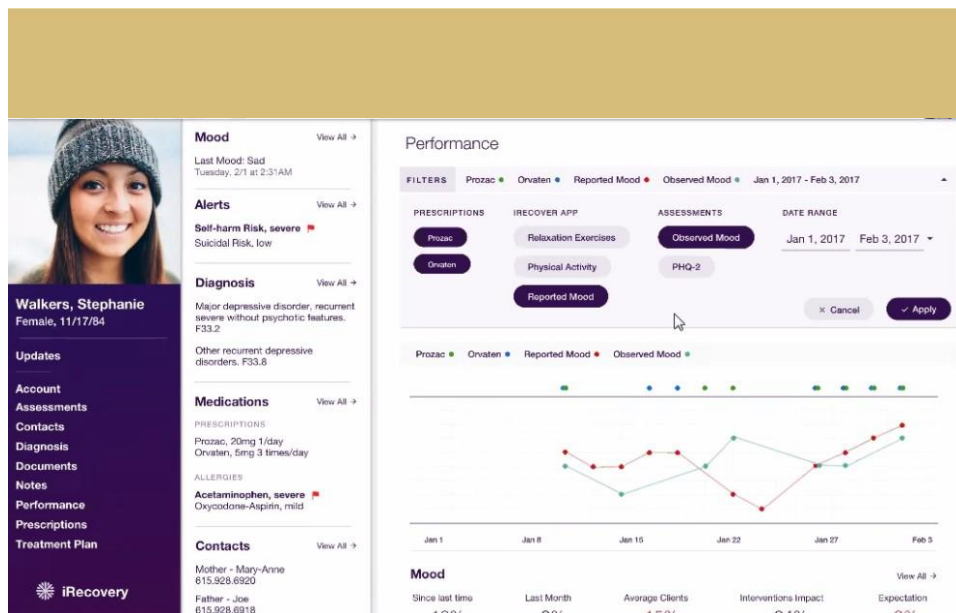 Walkers, Stephanie
Female, 11/17/84
Updates
Account
Assessments
Contacts
Diagnosis
Documents
Notes
Performance
Prescriptions
Treatment Plan
iRecovery
Mood View All →
Last Mood: Sad
Tuesday, 2/1 at 2:31AM
Alerts View All →
Self-harm Risk, severe
Suicidal Risk, low
Diagnosis View All →
Major depressive disorder, recurrent
severe without psychotic features.
F33.2
Other recurrent depressive
disorders. F33.8
Medications View All →
PRESCRIPTIONS
Prozac, 20mg 1/day
Orvaten, 5mg 3 times/day
ALLERGIES
Acetaminophen, severe
Oxycodone-Aspirin, mild
Contacts View All →
Mother - Mary-Anne
615.928.6920
Father - Joe
615.928.6918
Performance
FILTERS Prozac Orvaten Reported Mood Observed Mood Jan 1, 2017 - Feb 3, 2017
PRESCRIPTIONS IRECOVER APP ASSESSMENTS DATE RANGE
Prozac Relaxation Exercises Observed Mood Jan 1, 2017 Feb 3, 2017
Orvaten Physical Activity PHQ-2
Reported Mood
× Cancel ✓ Apply
Prozac Orvaten Reported Mood Observed Mood
Jan 1 Jan 8 Jan 15 Jan 22 Jan 27 Feb 3
Mood View All →
Since last time Last Month Average Clients Interventions Impact Expectation